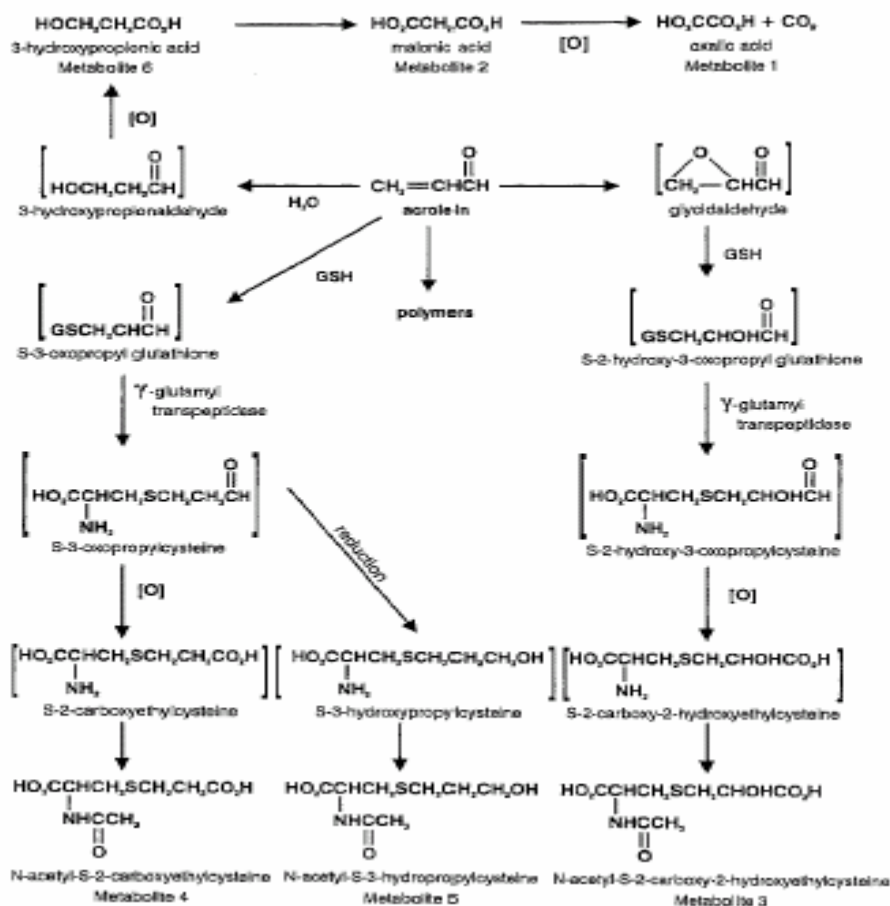 HOCH₂CH₂CO₂H
3-hydroxypropionic acid
Metabolite 6
HO₂CCH₂CO₂H
malonic acid
Metabolite 2
[O]
HO₂CCO₂H + CO₂
oxalic acid
Metabolite 1
[O]
O
HOCH₂CH₂CH
3-hydroxypropionaldehyde
H₂O
O
CH₂=CHCH
acrolein
O O
CH₂—CHCH
glycidaldehyde
GSH
GSH
polymers
O
GSCH₂CHCH
S-3-oxopropyl glutathione
O
GSCH₂CHOHCH
S-2-hydroxy-3-oxopropyl glutathione
γ-glutamyl
transpeptidase
γ-glutamyl
transpeptidase
O
HO₂CCHCH₂SCH₂CH₂CH
NH₂
S-3-oxopropylcysteine
reduction
O
HO₂CCHCH₂SCH₂CHOHCH
NH₂
S-2-hydroxy-3-oxopropylcysteine
[O]
[O]
HO₂CCHCH₂SCH₂CH₂CO₂H
NH₂
S-2-carboxyethylcysteine
HO₂CCHCH₂SCH₂CH₂CH₂OH
NH₂
S-3-hydroxypropylcysteine
HO₂CCHCH₂SCH₂CHOHCO₂H
NH₂
S-2-carboxy-2-hydroxyethylcysteine
HO₂CCHCH₂SCH₂CH₂CO₂H
NHCCH₃
O
N-acetyl-S-2-carboxyethylcysteine
Metabolite 4
HO₂CCHCH₂SCH₂CH₂CH₂OH
NHCCH₃
O
N-acetyl-S-3-hydropropylcysteine
Metabolite 5
HO₂CCHCH₂SCH₂CHOHCO₂H
NHCCH₃
O
N-acetyl-S-2-carboxy-2-hydroxyethylcysteine
Metabolite 3